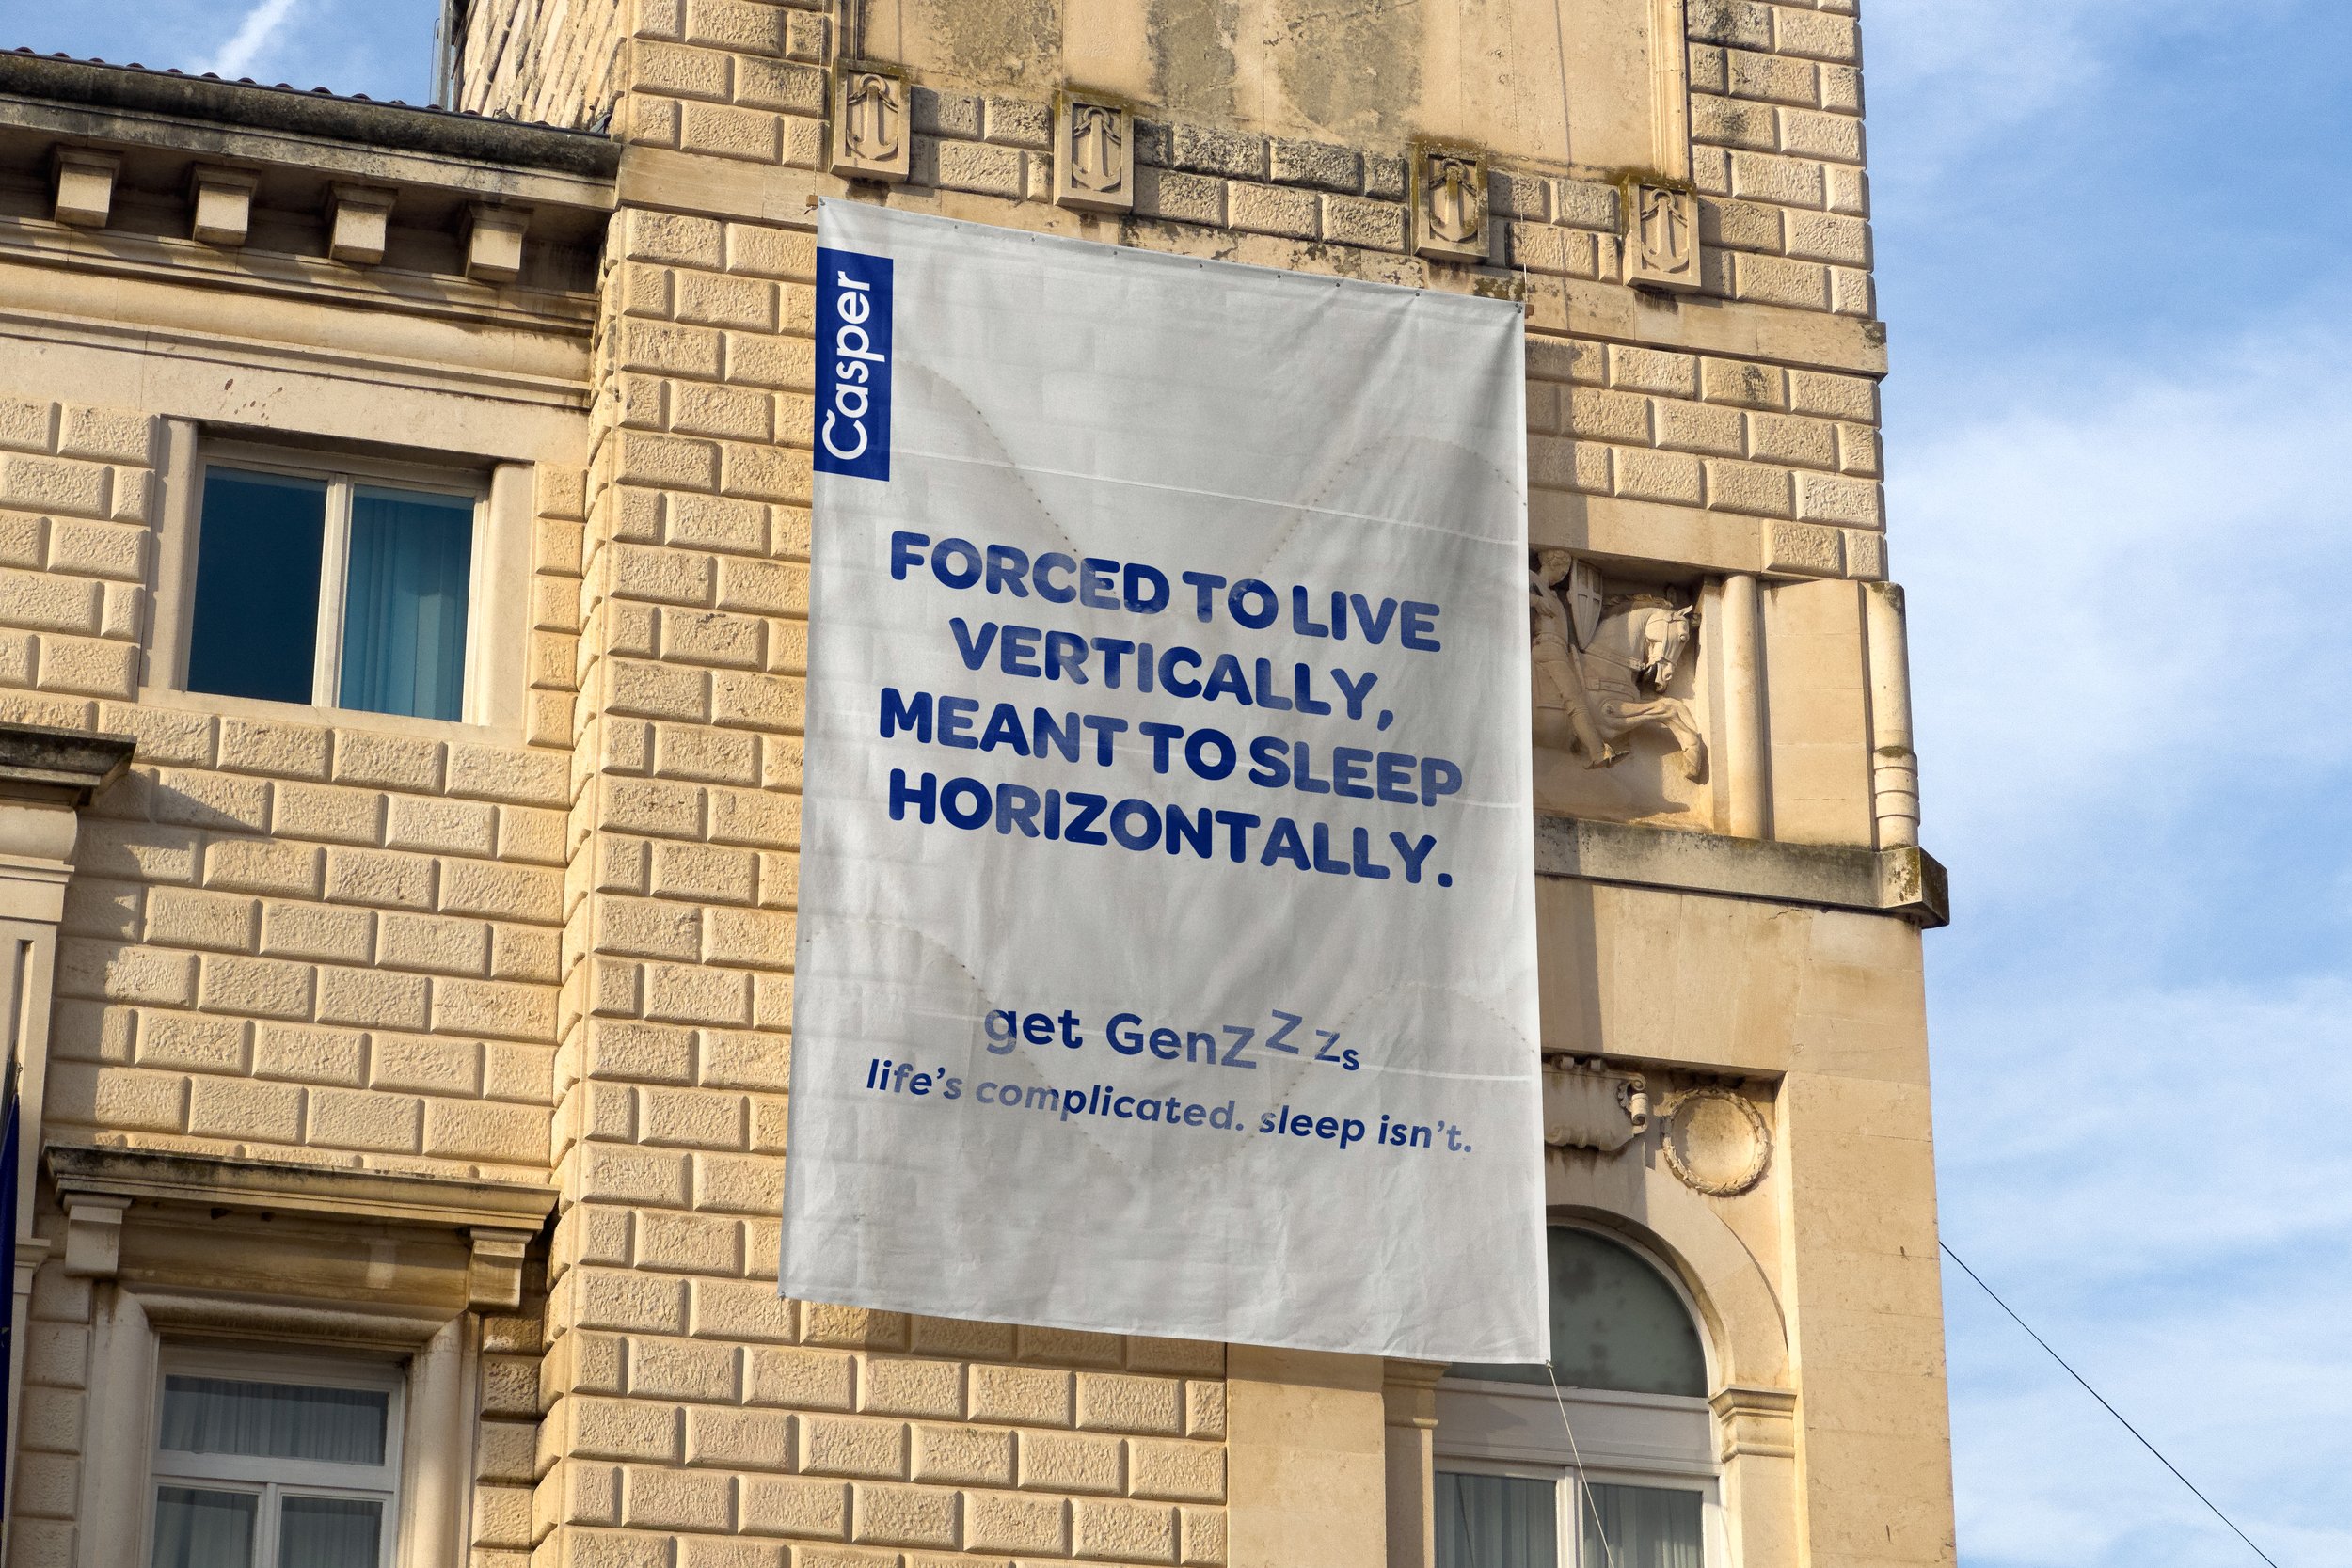 Casper
FORCED TO LIVE
VERTICALLY,
MEANT TO SLEEP
HORIZONTALLY.
get GenZZZs
life's complicated. sleep isn't.